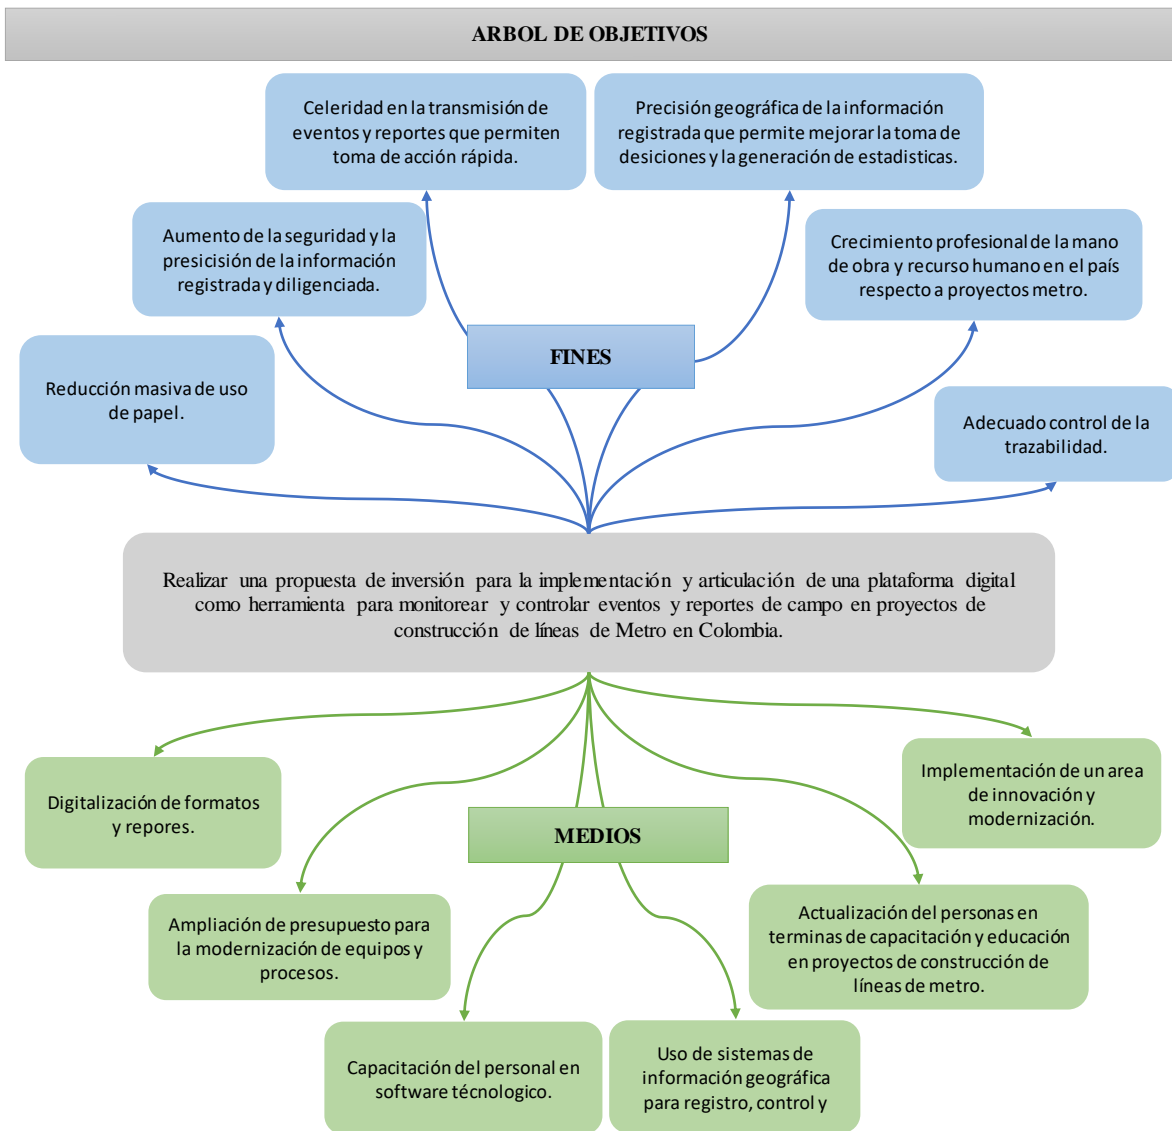 ARBOL DE OBJETIVOS
Celeridad en la transmisión de
eventos y reportes que permiten
toma de acción rápida.
Precisión geográfica de la información
registrada que permite mejorar la toma de
desiciones y la generación de estadisticas.
Aumento de la seguridad y la
presicisión de la información
registrada y diligenciada.
Crecimiento profesional de la mano
de obra y recurso humano en el país
respecto a proyectos metro.
FINES
Reducción masiva de uso
de papel.
Adecuado control de la
trazabilidad.
Realizar una propuesta de inversión para la implementación y articulación de una plataforma digital
como herramienta para monitorear y controlar eventos y reportes de campo en proyectos de
construcción de líneas de Metro en Colombia.
Digitalización de formatos
y repores.
Implementación de un area
de innovación y
modernización.
MEDIOS
Ampliación de presupuesto para
la modernización de equipos y
procesos.
Actualización del personas en
terminas de capacitación y educación
en proyectos de construcción de
líneas de metro.
Capacitación del personal en
software técnologico.
Uso de sistemas de
información geográfica
para registro, control y